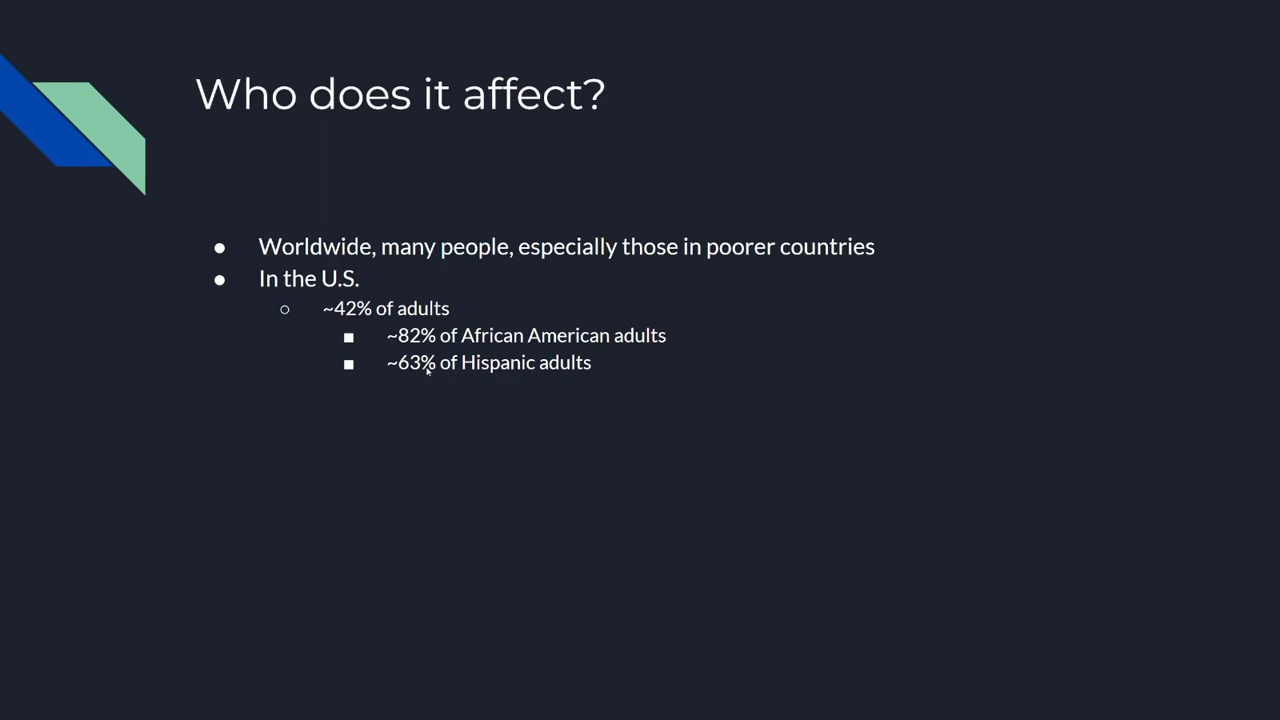 Who does it affect?
● Worldwide, many people, especially those in poorer countries
● In the U.S.
○ ~42% of adults
■ ~82% of African American adults
■ ~63% of Hispanic adults